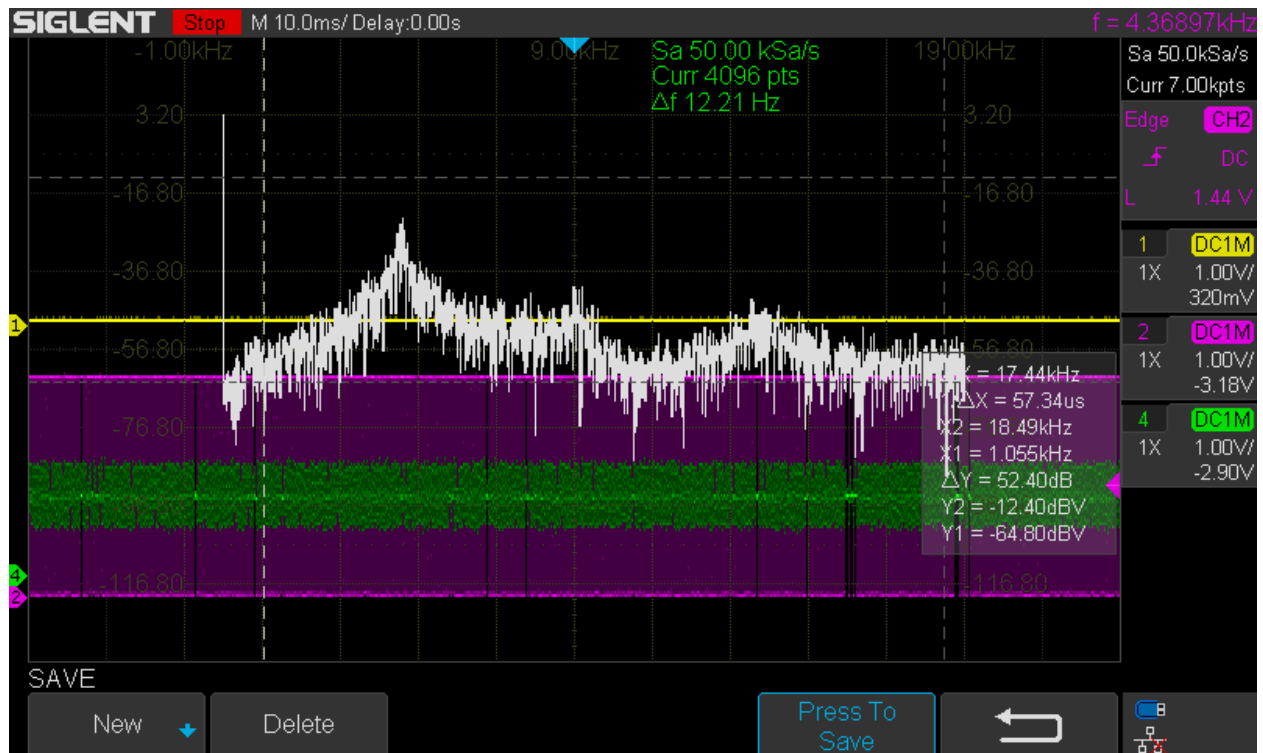 SIGLENT Stop M 10.0ms/ Delay:0.00s f = 4.36897kHz
-1.00kHz 9.00kHz 19.00kHz
Sa 50.00 kSa/s
Curr 4096 pts
Δf 12.21 Hz
3.20 3.20
-16.80 -16.80
-36.80 -36.80
-56.80 -56.80
-76.80
-116.80 -116.80
1
4
2
ΔX = 17.44kHz
1/ΔX = 57.34us
X2 = 18.49kHz
X1 = 1.055kHz
ΔY = 52.40dB
Y2 = -12.40dBV
Y1 = -64.80dBV
Sa 50.0kSa/s
Curr 7.00kpts
Edge CH2
DC
L 1.44 V
1 DC1M
1X 1.00V/
320mV
2 DC1M
1X 1.00V/
-3.18V
4 DC1M
1X 1.00V/
-2.90V
SAVE
New
Delete
Press To
Save